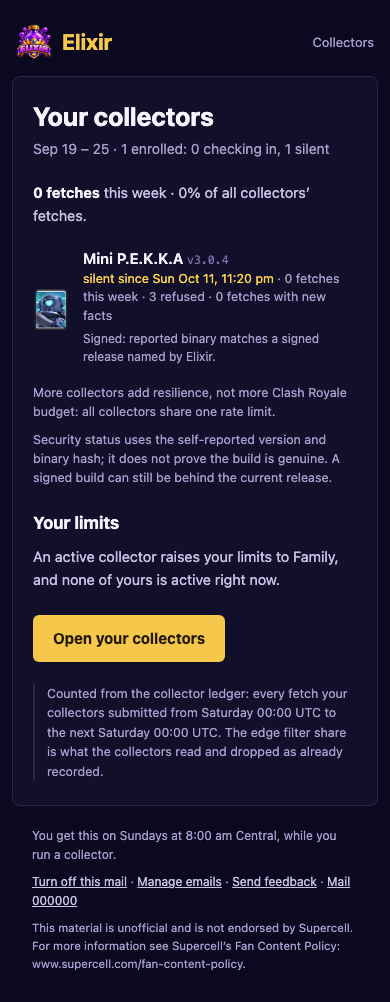 ELIXIR
Elixir
Collectors
Your collectors
Sep 19 – 25 · 1 enrolled: 0 checking in, 1 silent
0 fetches this week · 0% of all collectors’
fetches.
Mini P.E.K.K.A v3.0.4
silent since Sun Oct 11, 11:20 pm · 0 fetches
this week · 3 refused · 0 fetches with new
facts
Signed: reported binary matches a signed
release named by Elixir.
More collectors add resilience, not more Clash Royale
budget: all collectors share one rate limit.
Security status uses the self-reported version and
binary hash; it does not prove the build is genuine. A
signed build can still be behind the current release.
Your limits
An active collector raises your limits to Family,
and none of yours is active right now.
Open your collectors
Counted from the collector ledger: every fetch your
collectors submitted from Saturday 00:00 UTC to
the next Saturday 00:00 UTC. The edge filter share
is what the collectors read and dropped as already
recorded.
You get this on Sundays at 8:00 am Central, while you
run a collector.
Turn off this mail · Manage emails · Send feedback · Mail
000000
This material is unofficial and is not endorsed by Supercell.
For more information see Supercell’s Fan Content Policy:
www.supercell.com/fan-content-policy.